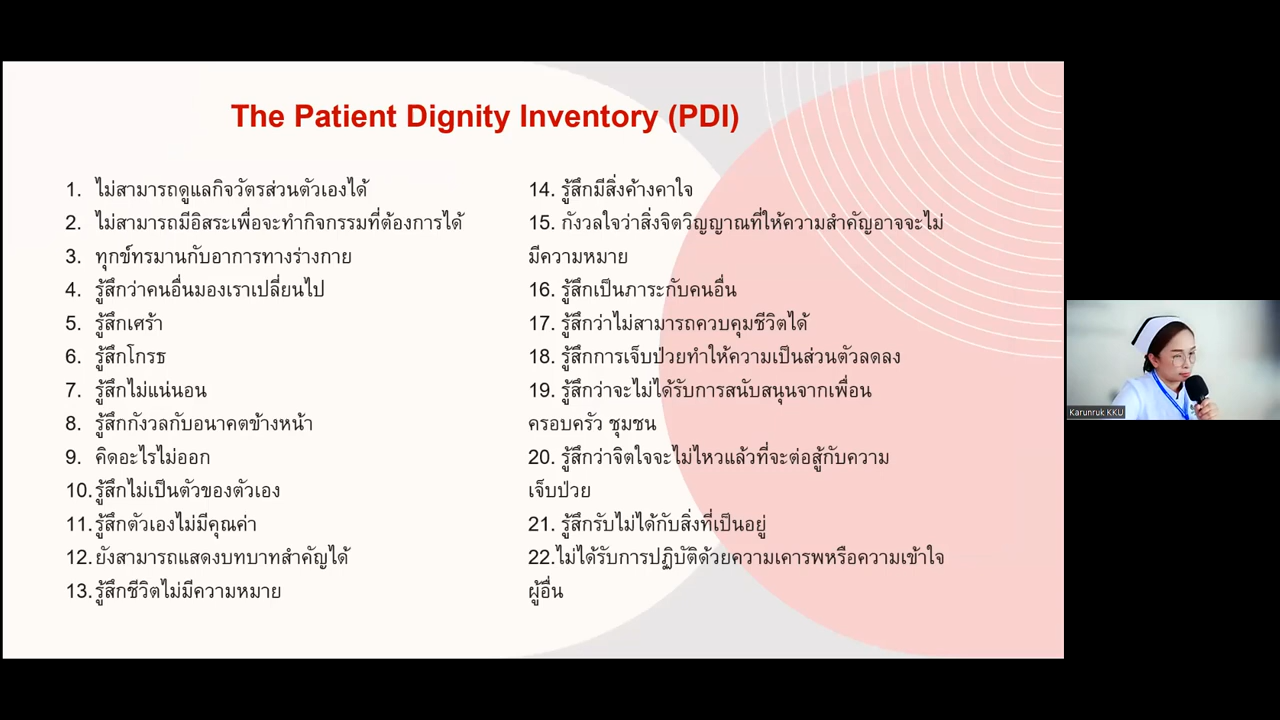 The Patient Dignity Inventory (PDI)
1. ไม่สามารถดูแลกิจวัตรส่วนตัวเองได้
2. ไม่สามารถมีอิสระเพื่อจะทำกิจกรรมที่ต้องการได้
3. ทุกข์ทรมานกับอาการทางร่างกาย
4. รู้สึกว่าคนอื่นมองเราเปลี่ยนไป
5. รู้สึกเศร้า
6. รู้สึกโกรธ
7. รู้สึกไม่แน่นอน
8. รู้สึกกังวลกับอนาคตข้างหน้า
9. คิดอะไรไม่ออก
10. รู้สึกไม่เป็นตัวของตัวเอง
11. รู้สึกตัวเองไม่มีคุณค่า
12. ยังสามารถแสดงบทบาทสำคัญได้
13. รู้สึกชีวิตไม่มีความหมาย
14. รู้สึกมีสิ่งค้างคาใจ
15. กังวลใจว่าสิ่งจิตวิญญาณที่ให้ความสำคัญอาจจะไม่
มีความหมาย
16. รู้สึกเป็นภาระกับคนอื่น
17. รู้สึกว่าไม่สามารถควบคุมชีวิตได้
18. รู้สึกการเจ็บป่วยทำให้ความเป็นส่วนตัวลดลง
19. รู้สึกว่าจะไม่ได้รับการสนับสนุนจากเพื่อน
ครอบครัว ชุมชน
20. รู้สึกว่าจิตใจจะไม่ไหวแล้วที่จะต่อสู้กับความ
เจ็บป่วย
21. รู้สึกรับไม่ได้กับสิ่งที่เป็นอยู่
22.ไม่ได้รับการปฏิบัติด้วยความเคารพหรือความเข้าใจ
ผู้อื่น
Karunruk KKU